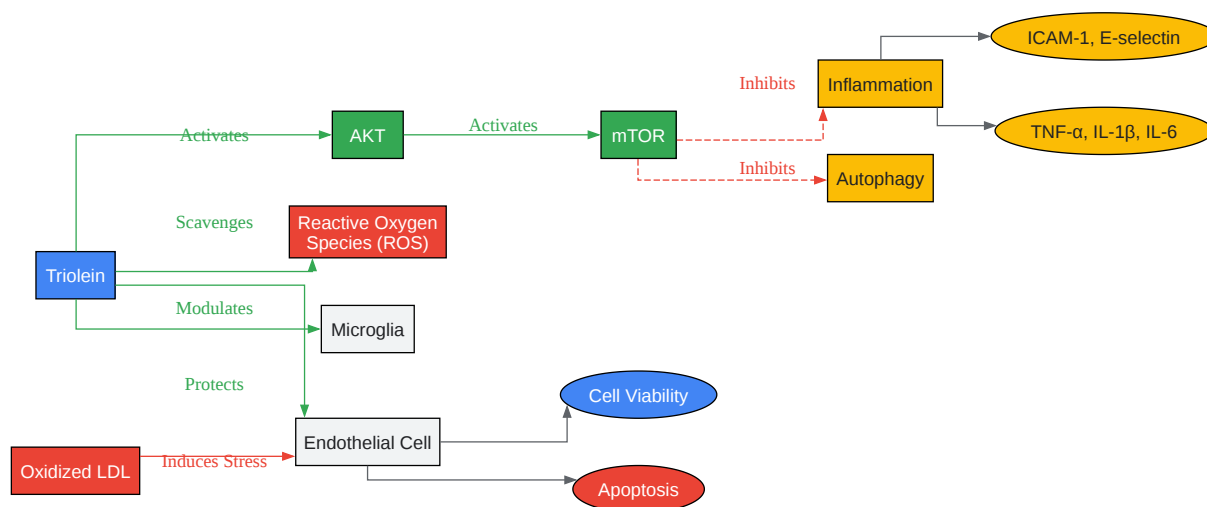 ICAM-1, E-selectin
Inhibits
Inflammation
TNF-α, IL-1β, IL-6
Activates
AKT
Activates
mTOR
Inhibits
Autophagy
Scavenges
Reactive Oxygen
Species (ROS)
Triolein
Modulates
Microglia
Protects
Cell Viability
Endothelial Cell
Oxidized LDL
Induces Stress
Apoptosis